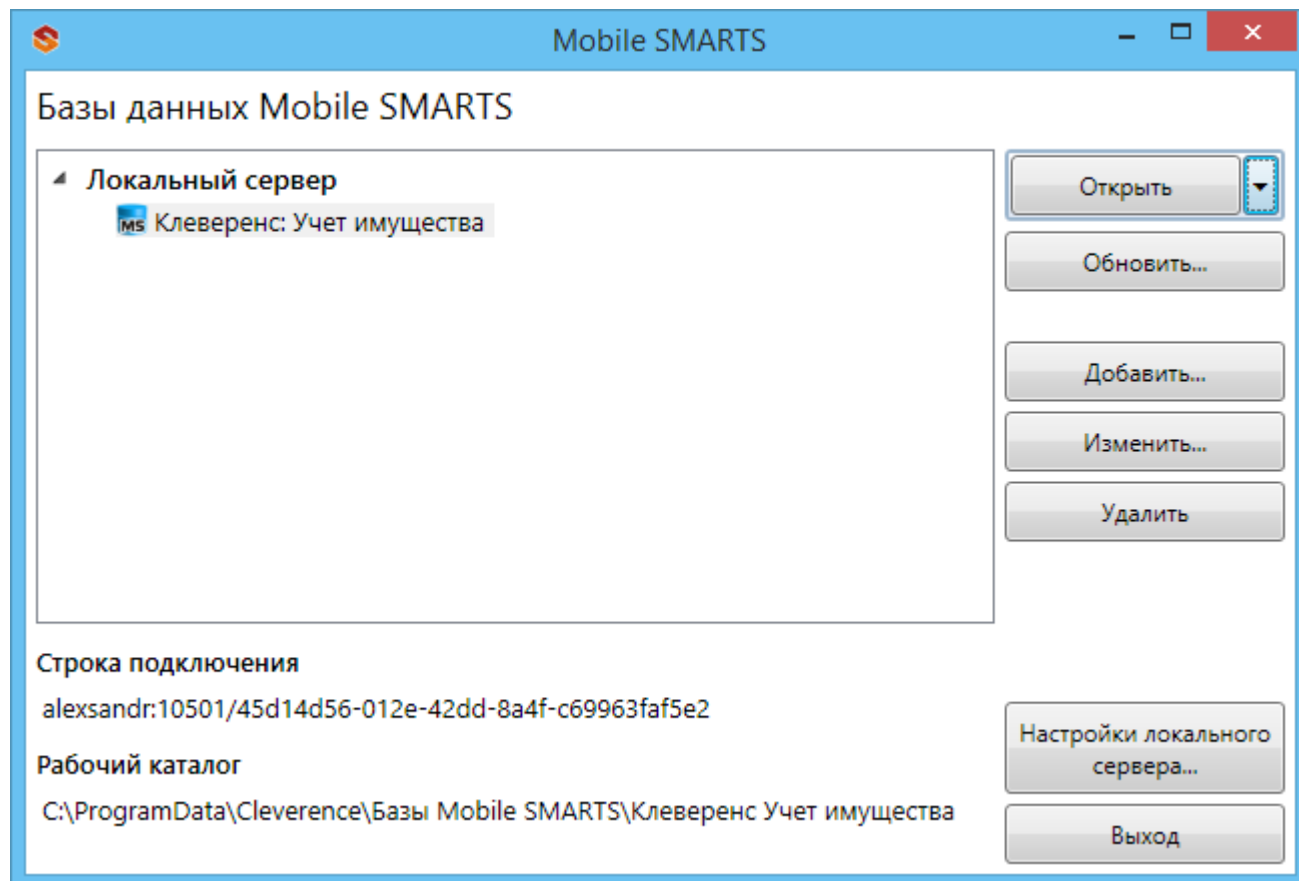 Mobile SMARTS
Базы данных Mobile SMARTS
Локальный сервер
MS Клеверенс: Учет имущества
Открыть
Обновить...
Добавить...
Изменить...
Удалить
Строка подключения
alexsandr:10501/45d14d56-012e-42dd-8a4f-c69963faf5e2
Рабочий каталог
C:\ProgramData\Cleverence\Базы Mobile SMARTS\Клеверенс Учет имущества
Настройки локального
сервера...
Выход